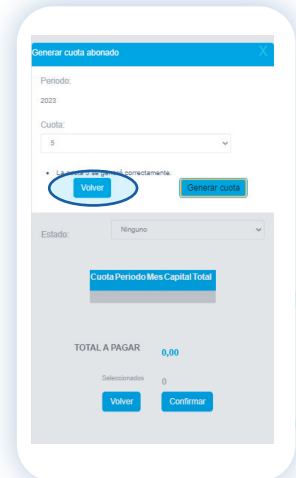 Generar cuota abonado X
Periodo:
2023
Cuota:
5
• La cuota 5 se generó correctamente.
Volver Generar cuota
Estado: Ninguno
Cuota Periodo Mes Capital Total
TOTAL A PAGAR 0,00
Seleccionados 0
Volver Confirmar